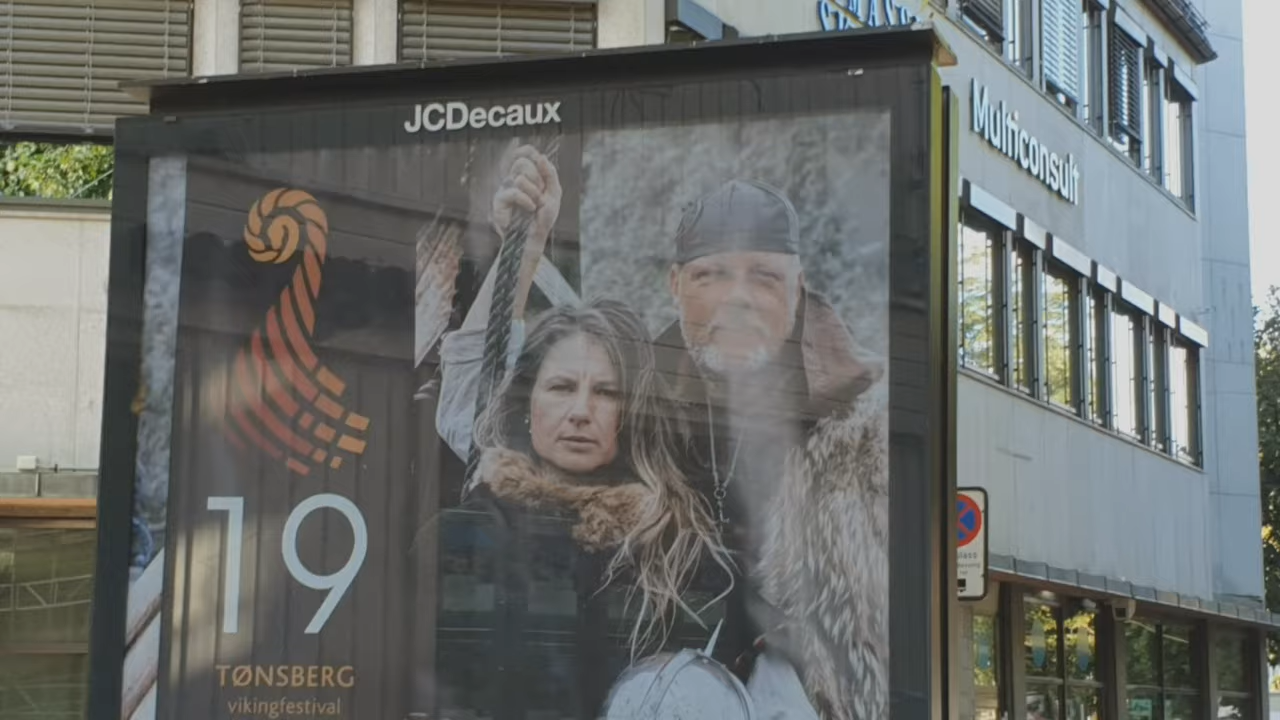 JCDecaux
Multiconsult
19
TØNSBERG
vikingfestival